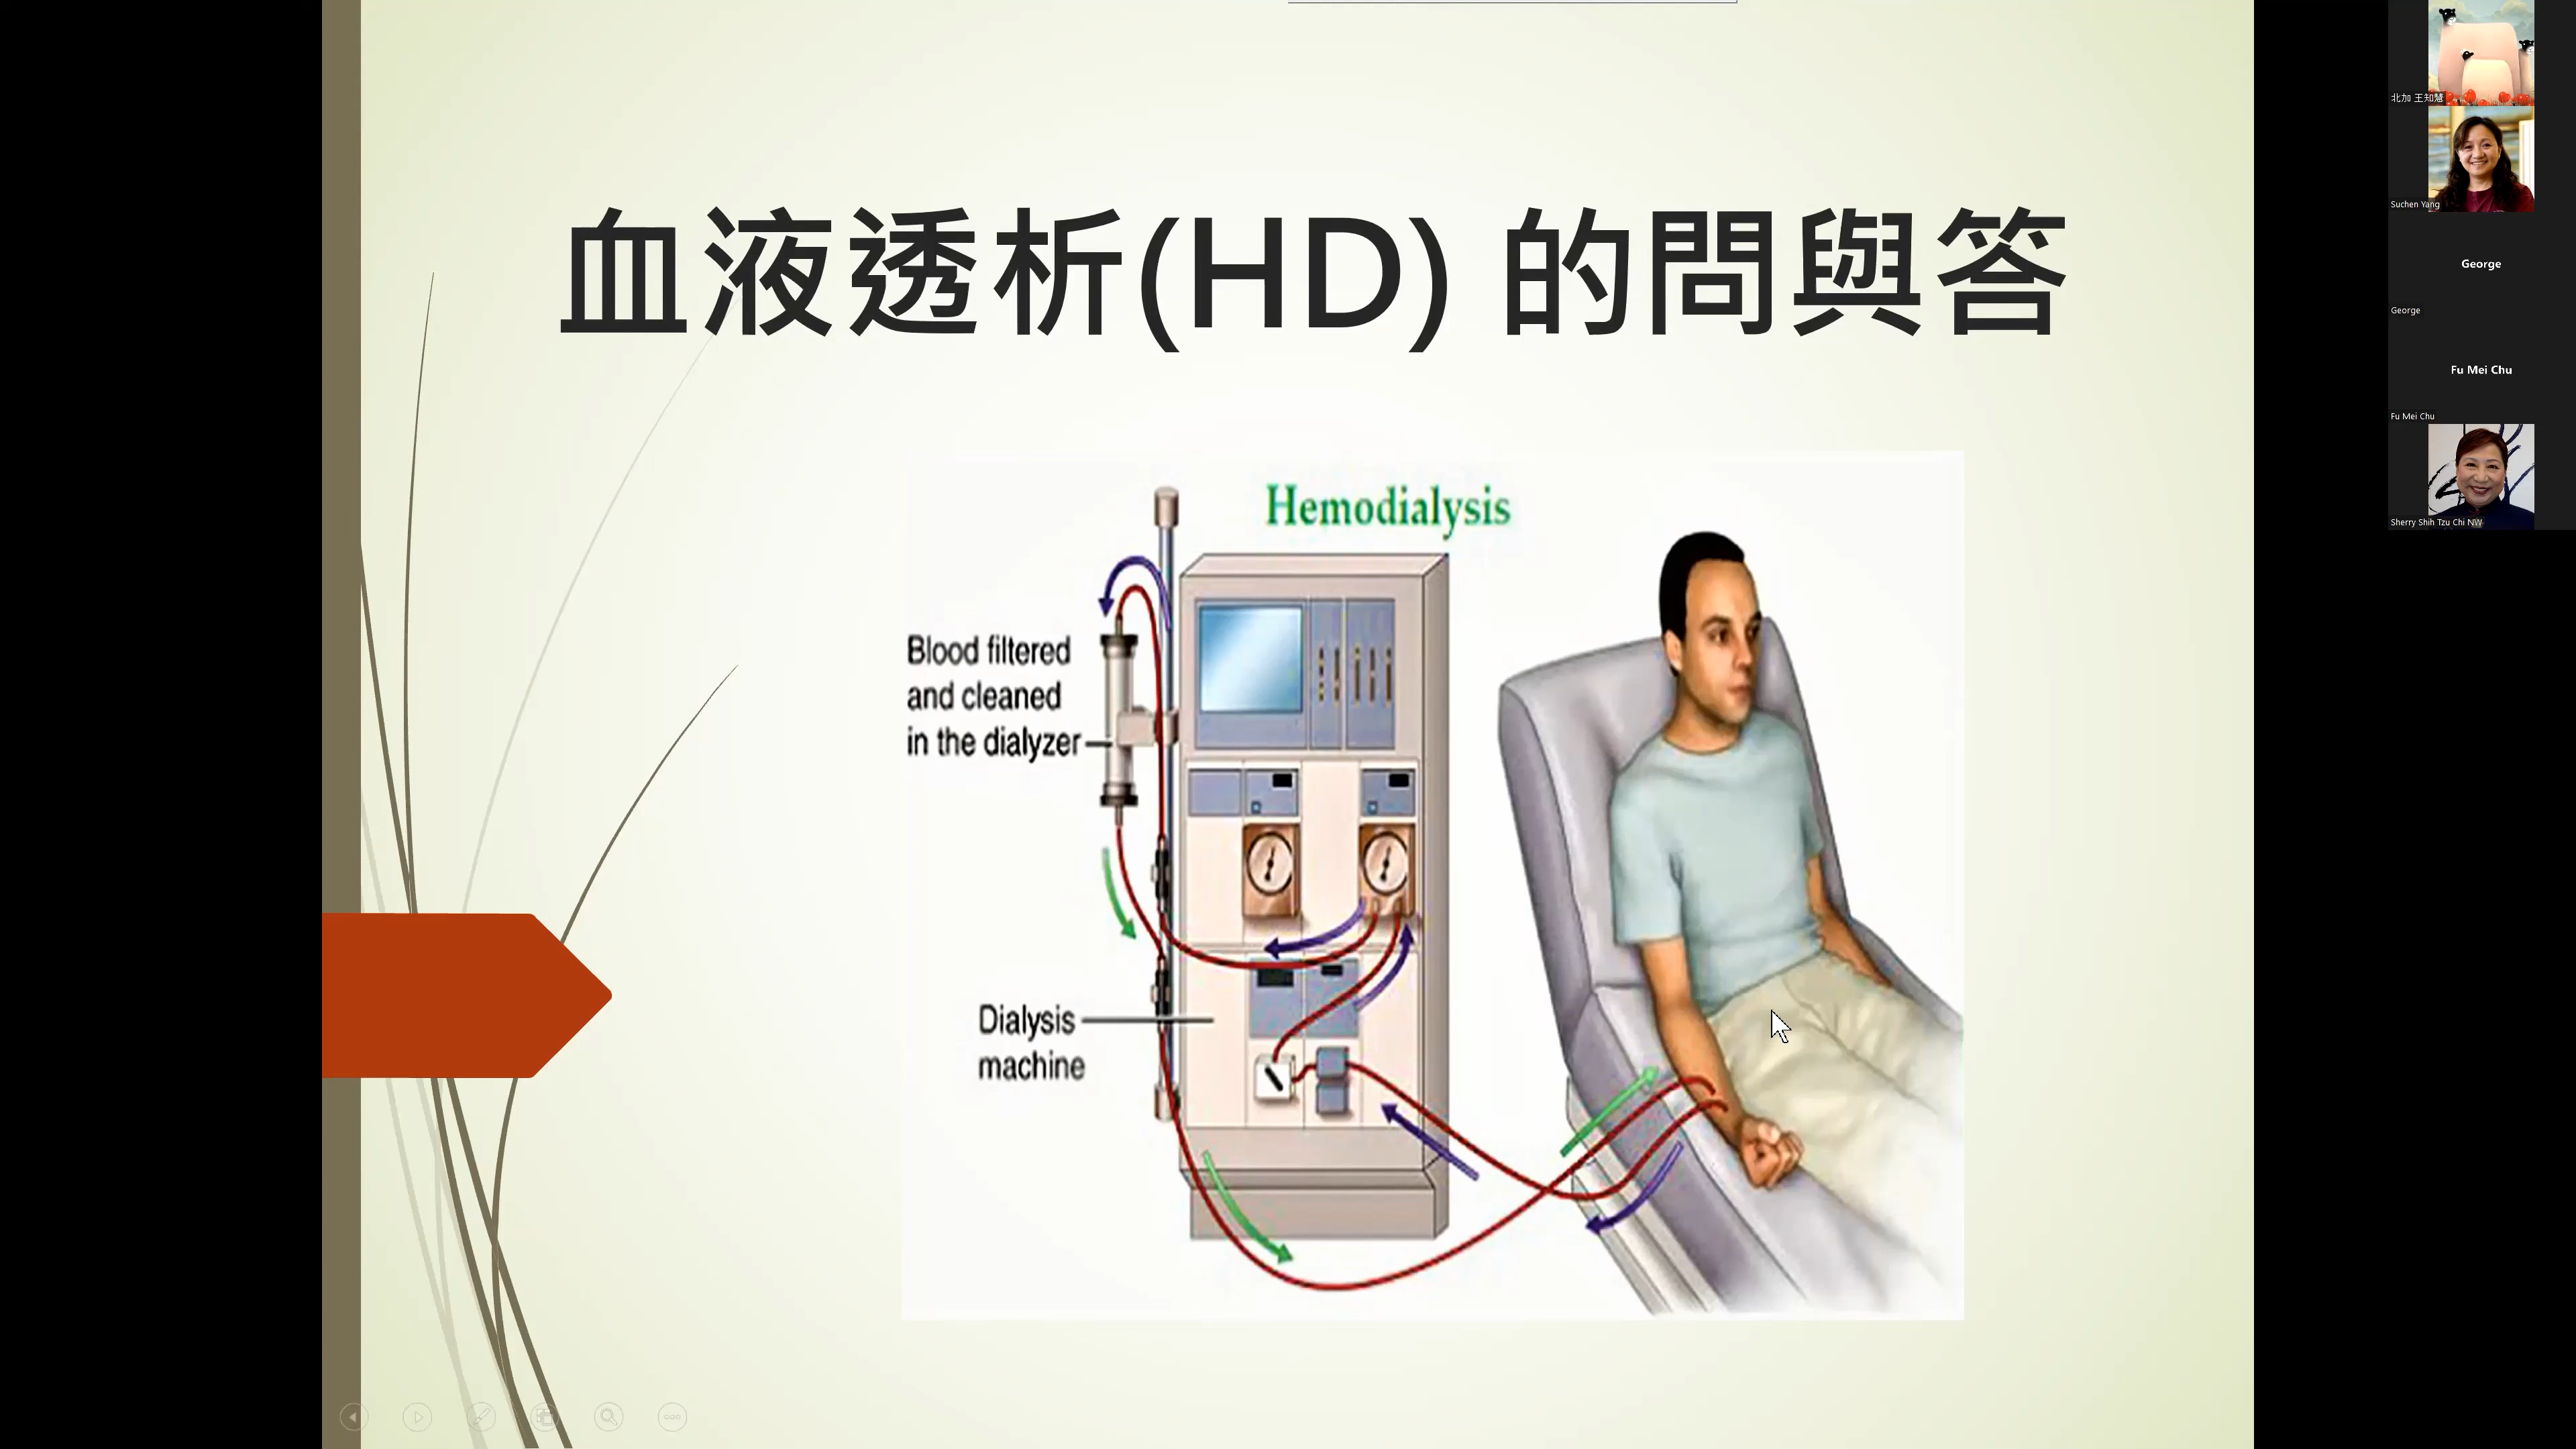 血液透析(HD) 的問與答
Hemodialysis
Blood filtered
and cleaned
in the dialyzer
Dialysis
machine
北加 王知慧
Suchen Yang
George
George
Fu Mei Chu
Fu Mei Chu
Sherry Shih Tzu Chi NW